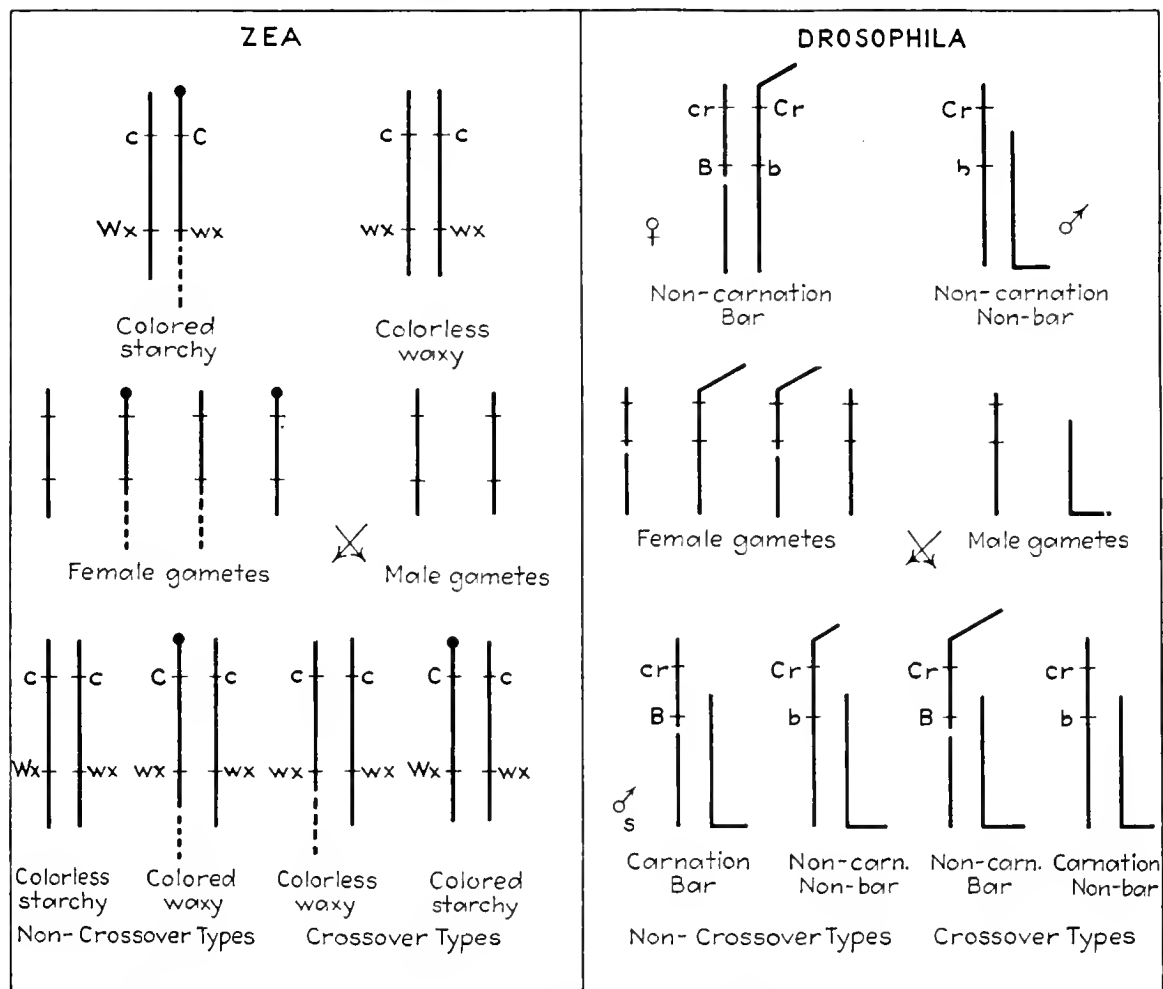 ZEA
c C
c c
Wx wx
wx wx
Colored
starchy
Colorless
waxy
Female gametes
Male gametes
c c
C c
c c
C c
Wx wx
wx wx
wx wx
Wx wx
Colorless
starchy
Colored
waxy
Colorless
waxy
Colored
starchy
Non-Crossover Types
Crossover Types
DROSOPHILA
cr Cr
Cr
B b
b
♀
♂
Non-carnation
Bar
Non-carnation
Non-bar
Female gametes
Male gametes
cr
Cr
Cr
cr
B
b
B
b
♂
s
Carnation
Bar
Non-carn.
Non-bar
Non-carn.
Bar
Carnation
Non-bar
Non-Crossover Types
Crossover Types